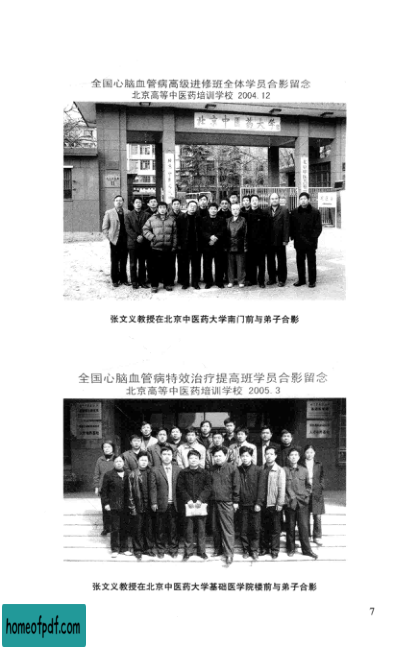 全国心脑血管病高级进修班全体学员合影留念
北京高等中医药培训学校 2004.12
北京中医药大学
张文义教授在北京中医药大学南门前与弟子合影
全国心脑血管病特效治疗提高班学员合影留念
北京高等中医药培训学校 2005.3
张文义教授在北京中医药大学基础医学院楼前与弟子合影
7
homeofpdf.com